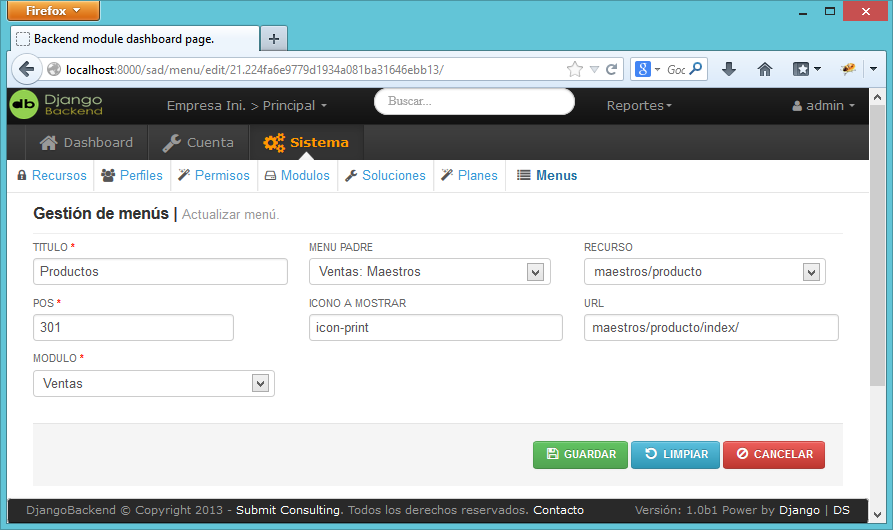 Firefox
Backend module dashboard page.
localhost:8000/sad/menu/edit/21.224fa6e9779d1934a081ba31646ebb13/
Goo
db Django Backend
Empresa Ini. > Principal
Buscar...
Reportes
admin
Dashboard Cuenta Sistema
Recursos Perfiles Permisos Modulos Soluciones Planes Menus
Gestión de menús | Actualizar menú.
TITULO * MENU PADRE RECURSO
Productos Ventas: Maestros maestros/producto
POS * ICONO A MOSTRAR URL
301 icon-print maestros/producto/index/
MODULO *
Ventas
GUARDAR LIMPIAR CANCELAR
DjangoBackend © Copyright 2013 - Submit Consulting. Todos los derechos reservados. Contacto Versión: 1.0b1 Power by Django | DS